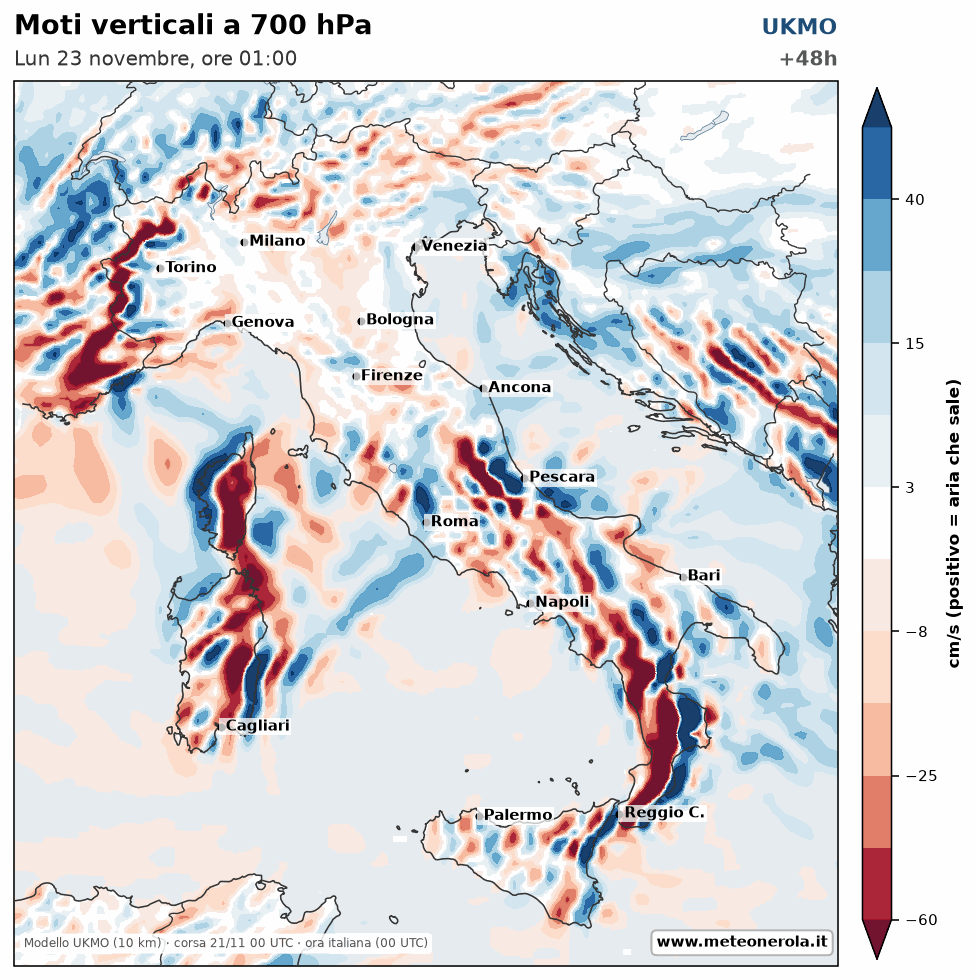 Moti verticali a 700 hPa
UKMO
Lun 23 novembre, ore 01:00
+48h
Milano
Venezia
Torino
Genova
Bologna
Firenze
Ancona
Pescara
Roma
Bari
Napoli
Cagliari
Palermo
Reggio C.
40
15
3
−8
−25
−60
cm/s (positivo = aria che sale)
Modello UKMO (10 km) · corsa 21/11 00 UTC · ora italiana (00 UTC)
www.meteonerola.it